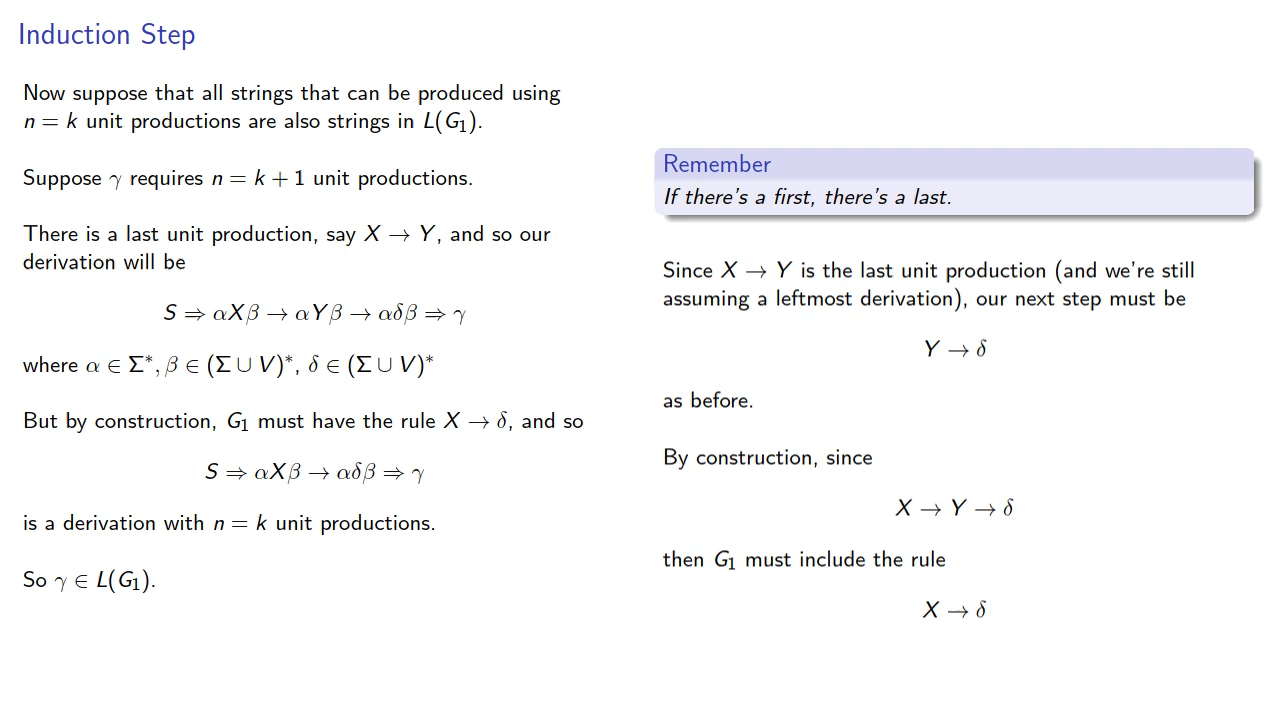 Induction Step
Now suppose that all strings that can be produced using
n = k unit productions are also strings in L(G₁).
Suppose γ requires n = k + 1 unit productions.
There is a last unit production, say X → Y, and so our
derivation will be
S ⇒ αXβ → αYβ → αδβ ⇒ γ
where α ∈ Σ*, β ∈ (Σ ∪ V)*, δ ∈ (Σ ∪ V)*
But by construction, G₁ must have the rule X → δ, and so
S ⇒ αXβ → αδβ ⇒ γ
is a derivation with n = k unit productions.
So γ ∈ L(G₁).
Remember
If there's a first, there's a last.
Since X → Y is the last unit production (and we're still
assuming a leftmost derivation), our next step must be
Y → δ
as before.
By construction, since
X → Y → δ
then G₁ must include the rule
X → δ